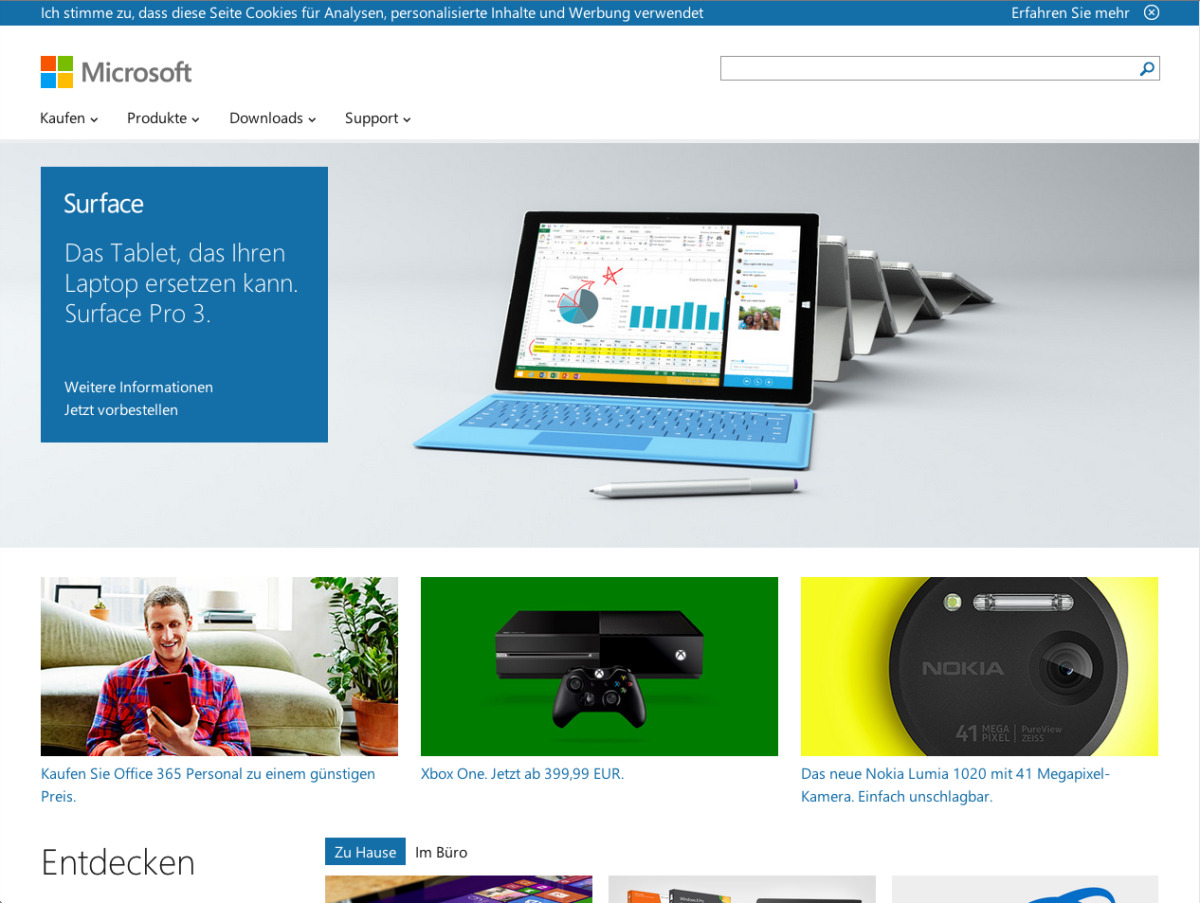 Ich stimme zu, dass diese Seite Cookies für Analysen, personalisierte Inhalte und Werbung verwendet
Erfahren Sie mehr
Microsoft
Kaufen
Produkte
Downloads
Support
Surface
Das Tablet, das Ihren
Laptop ersetzen kann.
Surface Pro 3.
Weitere Informationen
Jetzt vorbestellen
NOKIA
41 MEGA PIXEL
PureView
ZEISS
Kaufen Sie Office 365 Personal zu einem günstigen
Preis.
Xbox One. Jetzt ab 399,99 EUR.
Das neue Nokia Lumia 1020 mit 41 Megapixel-
Kamera. Einfach unschlagbar.
Entdecken
Zu Hause
Im Büro